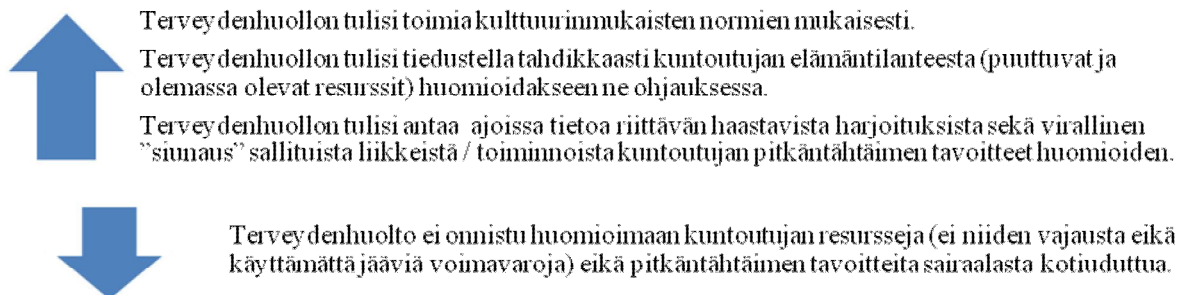 Terveydenhuollon tulisi toimia kulttuurinmukaisten normien mukaisesti.
Terveydenhuollon tulisi tiedustella tahdikkaasti kuntoutujan elämäntilanteesta (puuttuvat ja
olemassa olevat resurssit) huomioidakseen ne ohjauksessa.
Terveydenhuollon tulisi antaa ajoissa tietoa riittävän haastavista harjoituksista sekä virallinen
”siunaus” sallituista liikkeistä / toiminnoista kuntoutujan pitkäntähtäimen tavoitteet huomioiden.
Terveydenhuolto ei onnistu huomioimaan kuntoutujan resursseja (ei niiden vajausta eikä
käyttämättä jääviä voimavaroja) eikä pitkäntähtäimen tavoitteita sairaalasta kotiuduttua.